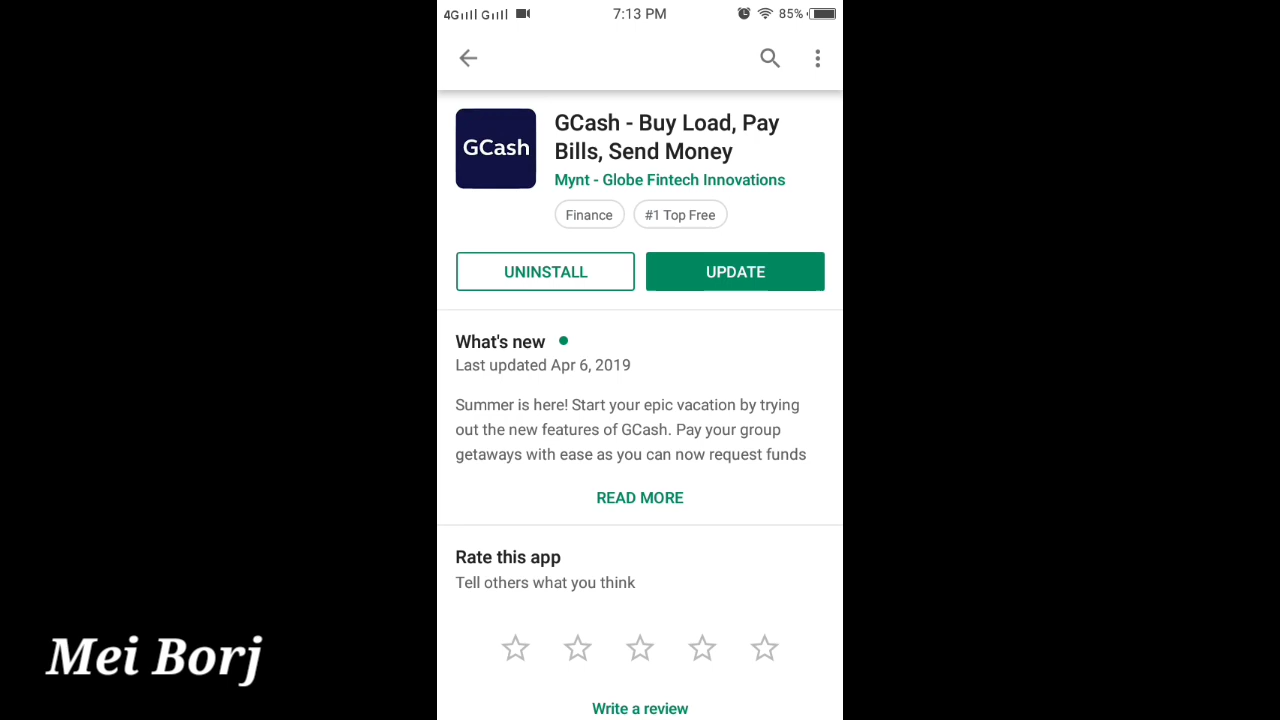 4G G 7:13 PM 85%
GCash
GCash - Buy Load, Pay
Bills, Send Money
Mynt - Globe Fintech Innovations
Finance #1 Top Free
UNINSTALL UPDATE
What's new
Last updated Apr 6, 2019
Summer is here! Start your epic vacation by trying
out the new features of GCash. Pay your group
getaways with ease as you can now request funds
READ MORE
Rate this app
Tell others what you think
Write a review
Mei Borj